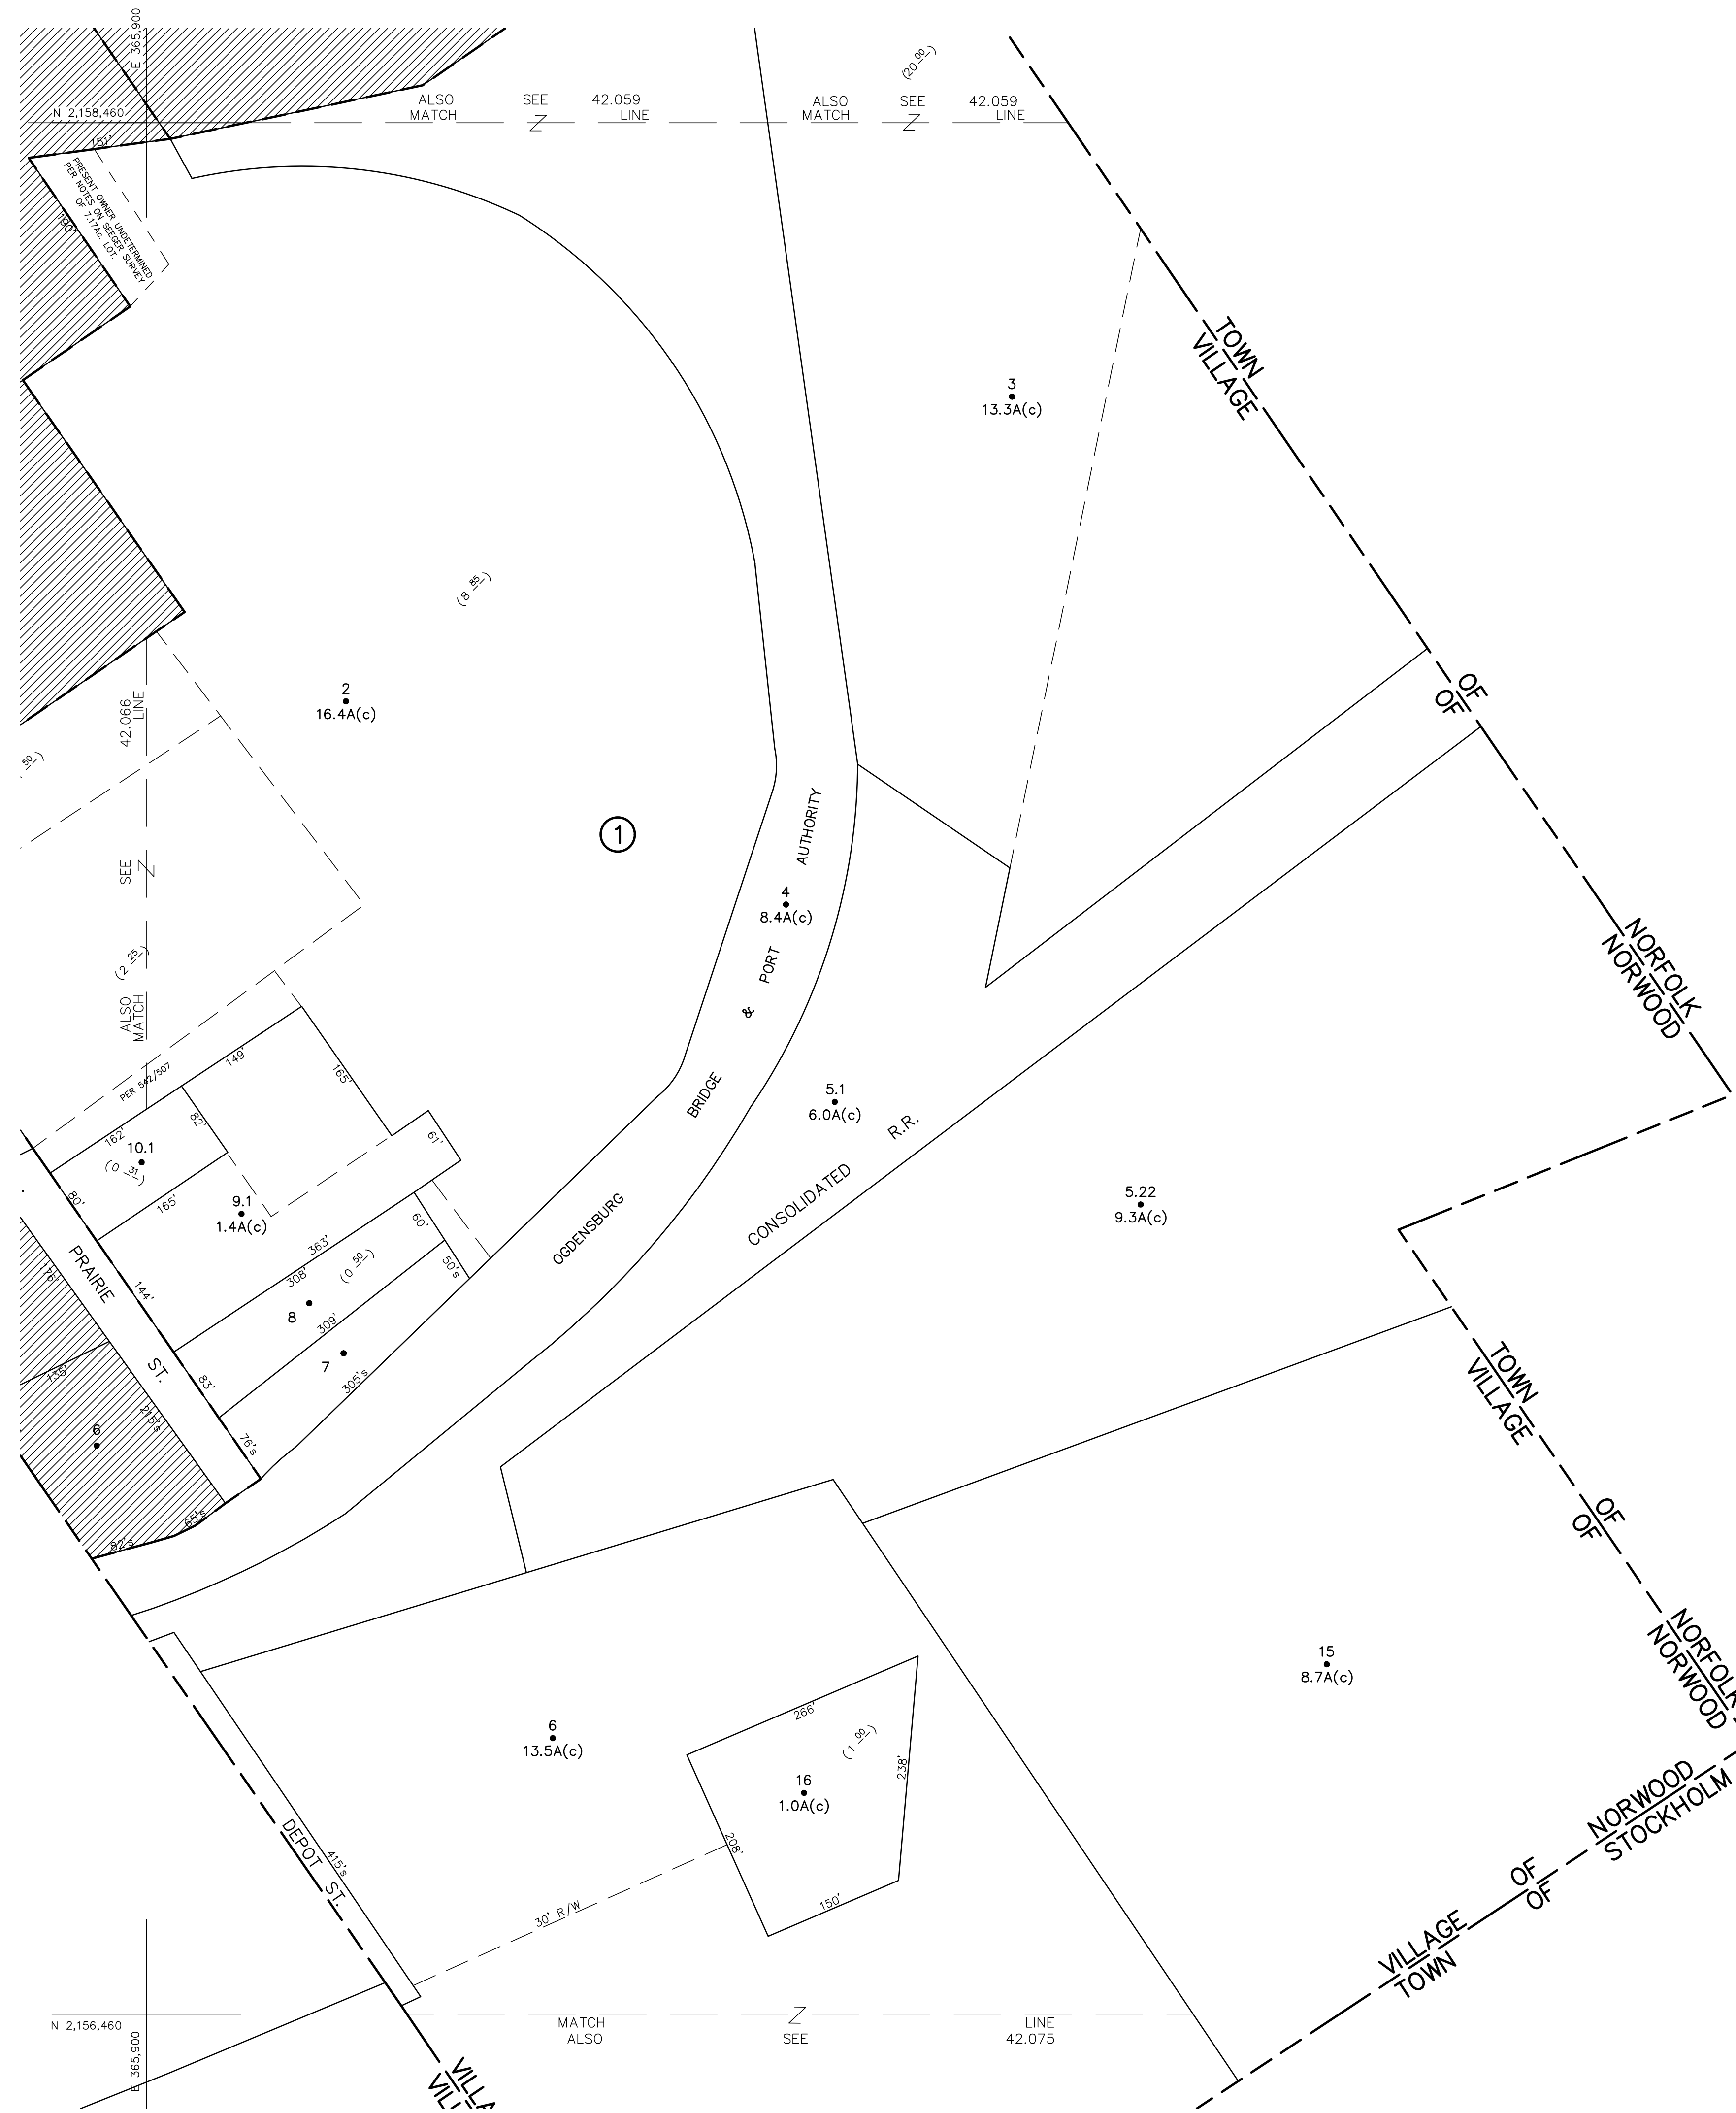 E 365,900
N 2,158,460
ALSO SEE 42.059
MATCH Z LINE
ALSO SEE 42.059
MATCH Z LINE
(20 00)
151'
PRESENT OWNER UNDETERMINED
PER NOTES ON SEEGER SURVEY
OF 7.17Ac. LOT.
190'
TOWN
VILLAGE
3
13.3A(c)
(8 85)
2
16.4A(c)
OF
OF
42.066
LINE
SEE
Z
ALSO
MATCH
50)
1
AUTHORITY
4
8.4A(c)
PORT
&
BRIDGE
OGDENSBURG
NORFOLK
NORWOOD
(2 25)
PER 542/507
149'
165'
162'
82'
10.1
(0 31)
61'
80'
165'
9.1
1.4A(c)
5.1
6.0A(c)
CONSOLIDATED R.R.
5.22
9.3A(c)
60'
50's
363'
308'
(0 50)
8
309'
7
305's
PRAIRIE ST.
176'
144'
83'
76's
135'
215's
6
65's
82's
TOWN
VILLAGE
OF
OF
NORFOLK
NORWOOD
15
8.7A(c)
6
13.5A(c)
266'
(1 00)
238'
16
1.0A(c)
208'
150'
30' R/W
DEPOT ST.
415's
NORWOOD
STOCKHOLM
OF
OF
VILLAGE
TOWN
N 2,156,460
E 365,900
MATCH Z LINE
ALSO SEE 42.075
VILLA
VILL